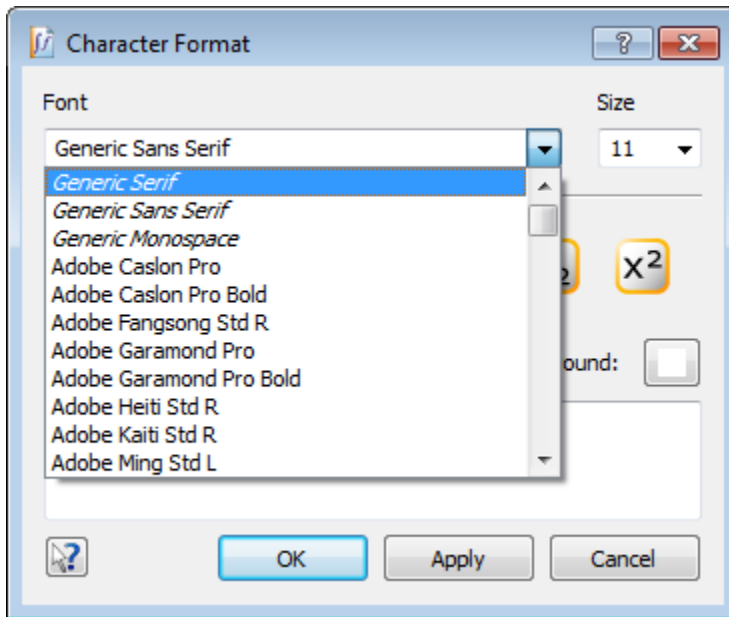 Character Format
Font Size
Generic Sans Serif 11
Generic Serif
Generic Sans Serif
Generic Monospace
Adobe Caslon Pro
Adobe Caslon Pro Bold
Adobe Fangsong Std R
x²
Adobe Garamond Pro
ound:
Adobe Garamond Pro Bold
Adobe Heiti Std R
Adobe Kaiti Std R
Adobe Ming Std L
OK Apply Cancel